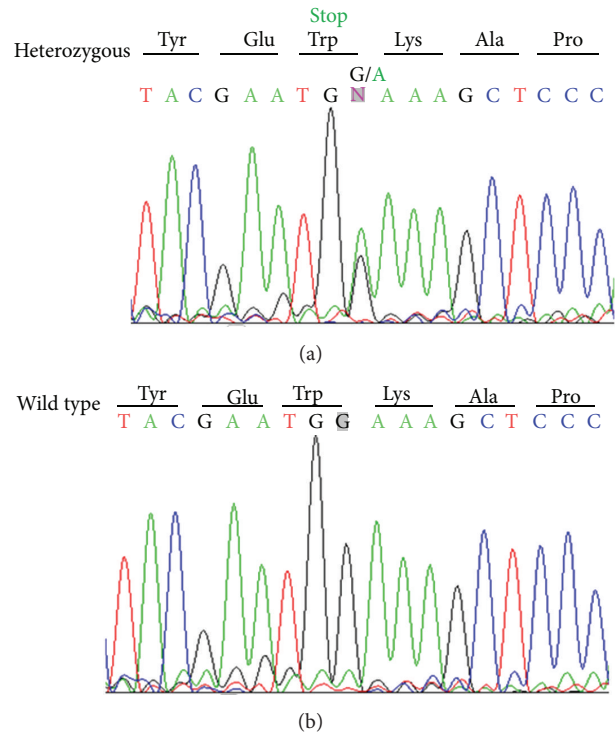 Stop
Heterozygous Tyr Glu Trp Lys Ala Pro
G/A
T A C G A A T G N A A A G C T C C C
(a)
Wild type Tyr Glu Trp Lys Ala Pro
T A C G A A T G G A A A G C T C C C
(b)